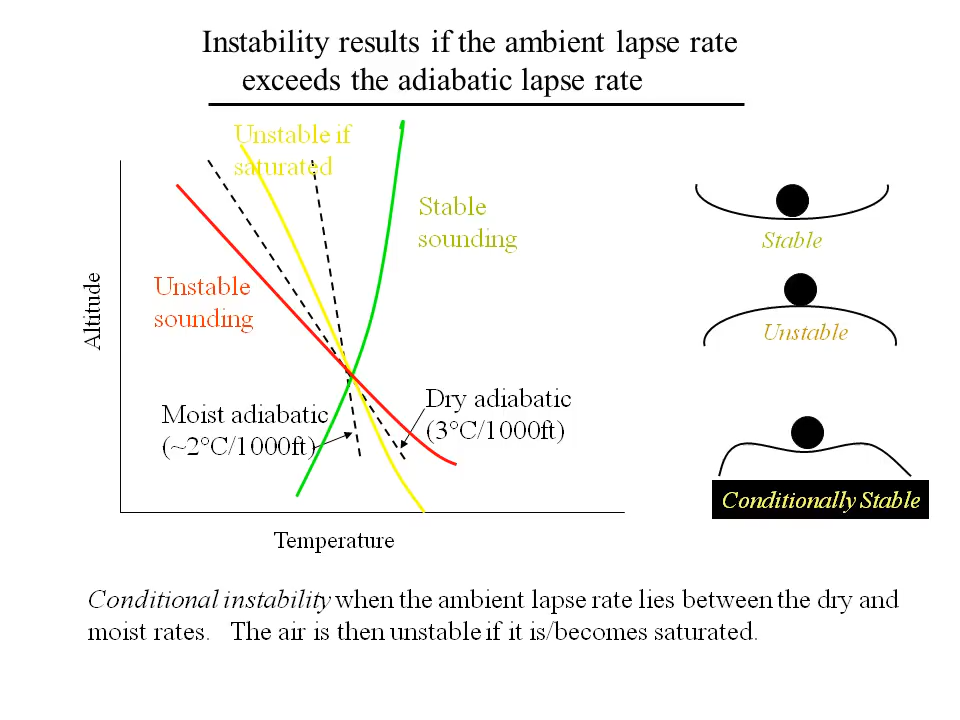 Instability results if the ambient lapse rate
exceeds the adiabatic lapse rate
Unstable if
saturated
Stable
sounding
Stable
Unstable
sounding
Altitude
Unstable
Dry adiabatic
(3°C/1000ft)
Moist adiabatic
(~2°C/1000ft)
Conditionally Stable
Temperature
Conditional instability when the ambient lapse rate lies between the dry and
moist rates. The air is then unstable if it is/becomes saturated.